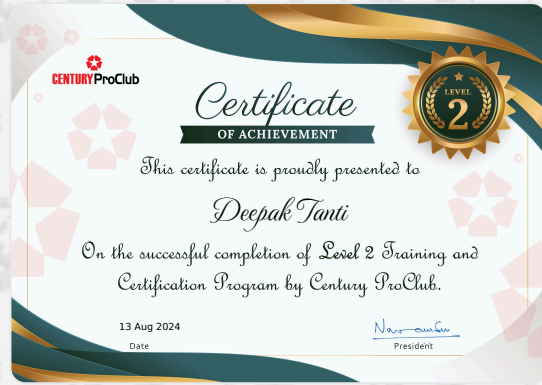 CENTURY ProClub
Certificate
OF ACHIEVEMENT
LEVEL
2
This certificate is proudly presented to
Deepak Tanti
On the successful completion of Level 2 Training and
Certification Program by Century ProClub.
13 Aug 2024
Date
President